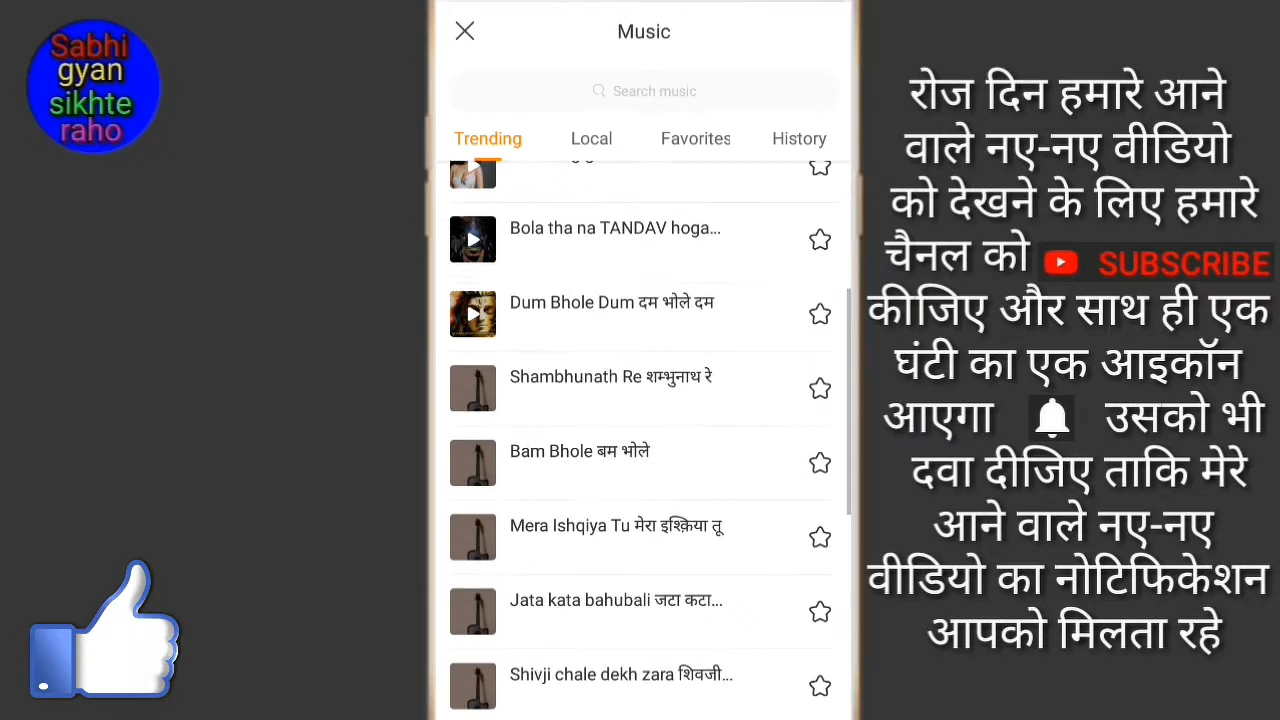 Sabhi
gyan
sikhte
raho
Music
Search music
Trending Local Favorites History
Bola tha na TANDAV hoga...
Dum Bhole Dum दम भोले दम
Shambhunath Re शम्भुनाथ रे
Bam Bhole बम भोले
Mera Ishqiya Tu मेरा इश्क़िया तू
Jata kata bahubali जटा कटा...
Shivji chale dekh zara शिवजी...
रोज दिन हमारे आने
वाले नए-नए वीडियो
को देखने के लिए हमारे
चैनल को SUBSCRIBE
कीजिए और साथ ही एक
घंटी का एक आइकॉन
आएगा उसको भी
दवा दीजिए ताकि मेरे
आने वाले नए-नए
वीडियो का नोटिफिकेशन
आपको मिलता रहे